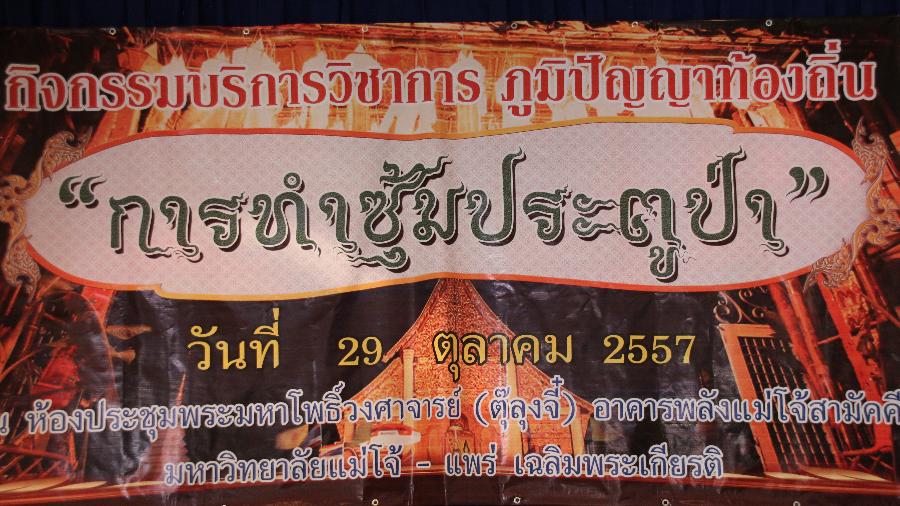 กิจกรรมบริการวิชาการ ภูมิปัญญาท้องถิ่น
“การทำซุ้มประตูป่า”
วันที่ 29 ตุลาคม 2557
ห้องประชุมพระมหาโพธิ์วงศาจารย์ (ตุ๊ลุงจี๋) อาคารพลังแม่โจ้สามัคคี
มหาวิทยาลัยแม่โจ้ - แพร่ เฉลิมพระเกียรติ